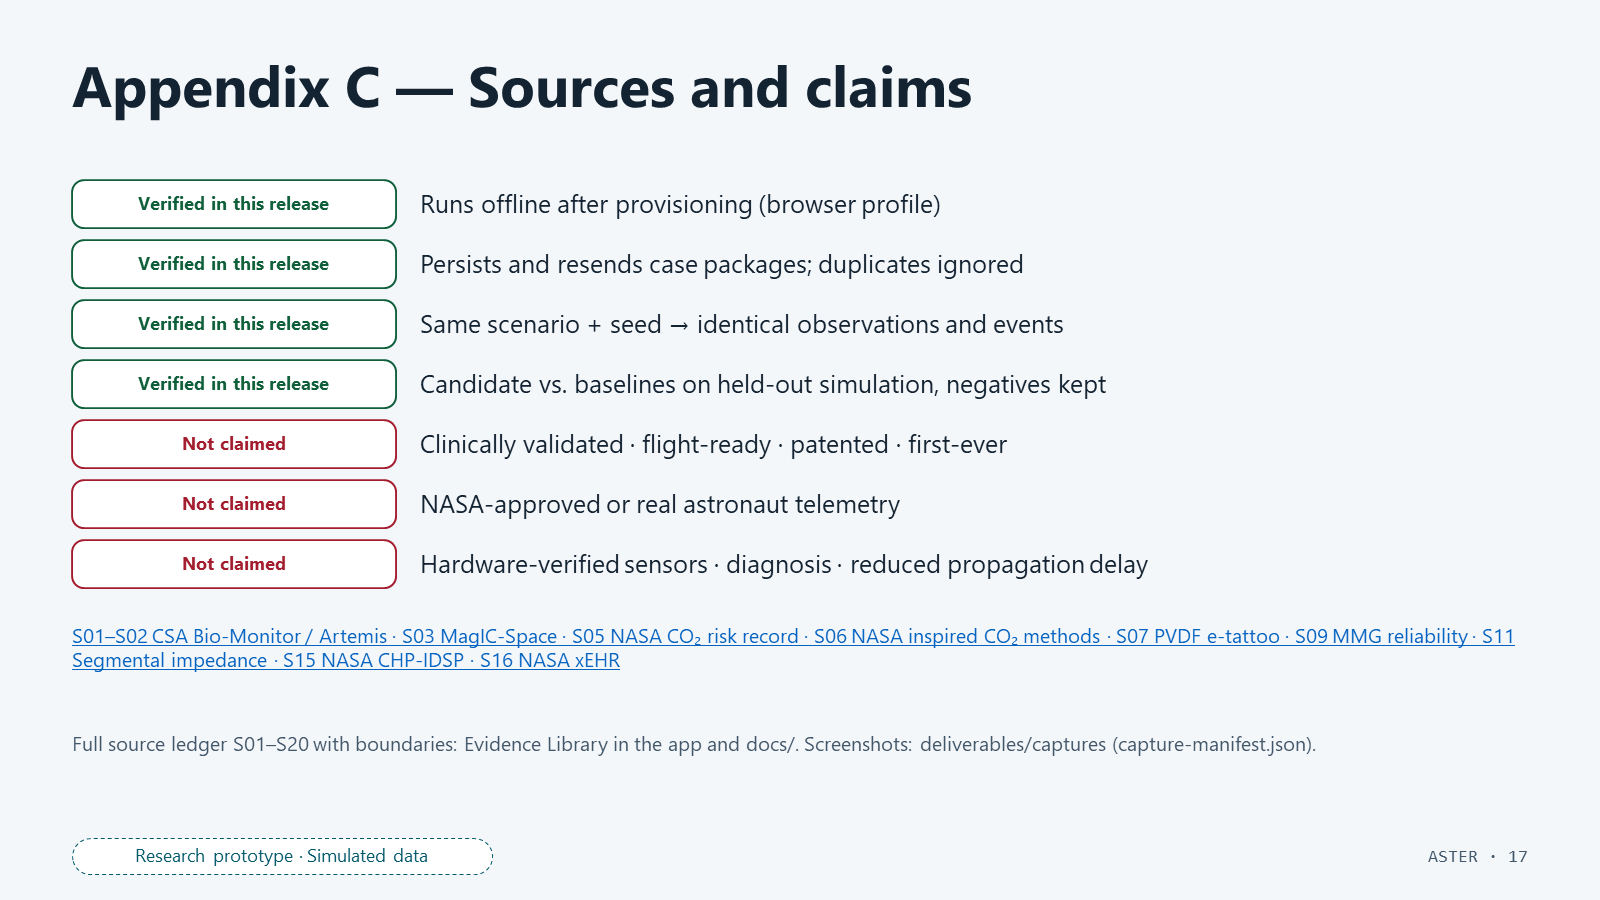 Appendix C — Sources and claims
Verified in this release Runs offline after provisioning (browser profile)
Verified in this release Persists and resends case packages; duplicates ignored
Verified in this release Same scenario + seed → identical observations and events
Verified in this release Candidate vs. baselines on held-out simulation, negatives kept
Not claimed Clinically validated · flight-ready · patented · first-ever
Not claimed NASA-approved or real astronaut telemetry
Not claimed Hardware-verified sensors · diagnosis · reduced propagation delay
S01–S02 CSA Bio-Monitor / Artemis · S03 MagIC-Space · S05 NASA CO₂ risk record · S06 NASA inspired CO₂ methods · S07 PVDF e-tattoo · S09 MMG reliability · S11
Segmental impedance · S15 NASA CHP-IDSP · S16 NASA xEHR
Full source ledger S01–S20 with boundaries: Evidence Library in the app and docs/. Screenshots: deliverables/captures (capture-manifest.json).
Research prototype · Simulated data
ASTER · 17